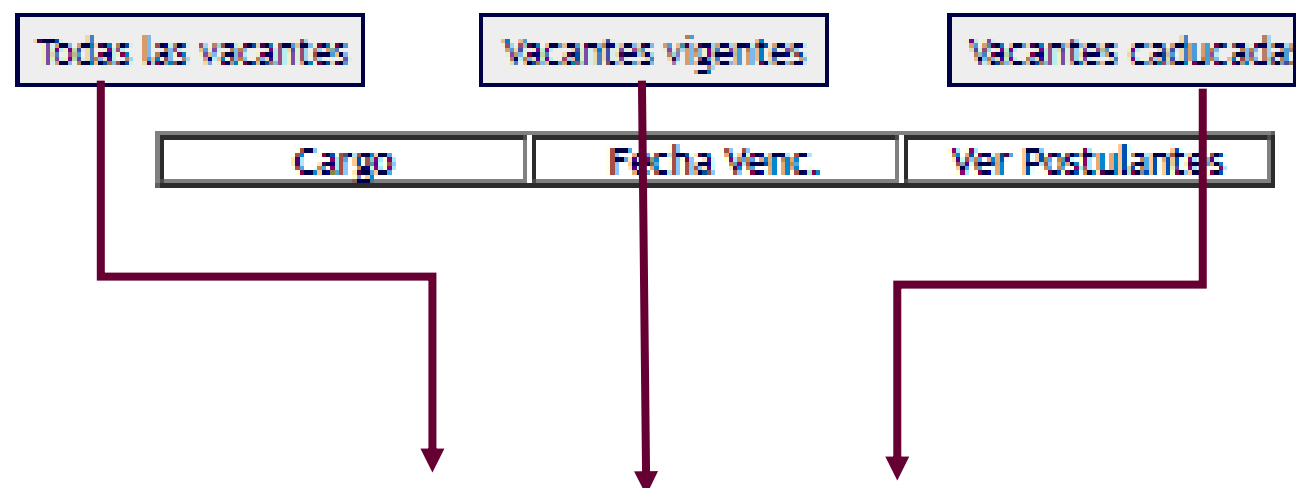 Todas las vacantes
Vacantes vigentes
Vacantes caducadas
Cargo
Fecha Venc.
Ver Postulantes